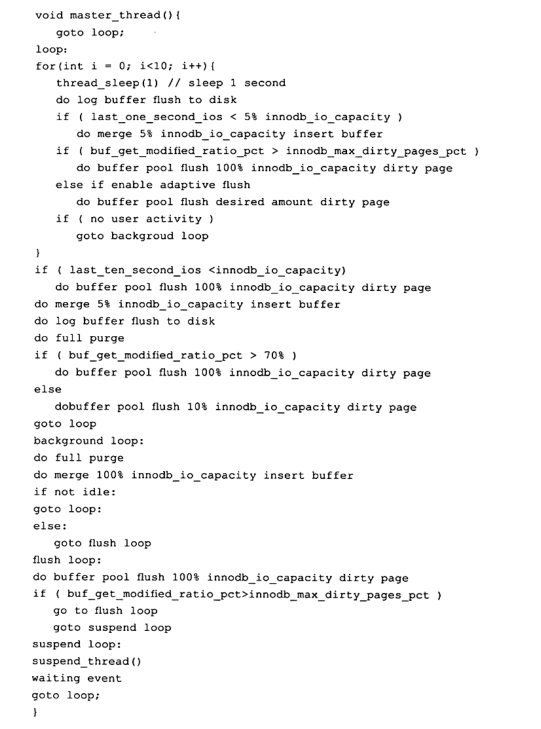 void master_thread(){
goto loop;
loop:
for(int i = 0; i<10; i++){
thread_sleep(1) // sleep 1 second
do log buffer flush to disk
if ( last_one_second_ios < 5% innodb_io_capacity )
do merge 5% innodb_io_capacity insert buffer
if ( buf_get_modified_ratio_pct > innodb_max_dirty_pages_pct )
do buffer pool flush 100% innodb_io_capacity dirty page
else if enable adaptive flush
do buffer pool flush desired amount dirty page
if ( no user activity )
goto backgroud loop
}
if ( last_ten_second_ios <innodb_io_capacity)
do buffer pool flush 100% innodb_io_capacity dirty page
do merge 5% innodb_io_capacity insert buffer
do log buffer flush to disk
do full purge
if ( buf_get_modified_ratio_pct > 70% )
do buffer pool flush 100% innodb_io_capacity dirty page
else
dobuffer pool flush 10% innodb_io_capacity dirty page
goto loop
background loop:
do full purge
do merge 100% innodb_io_capacity insert buffer
if not idle:
goto loop:
else:
goto flush loop
flush loop:
do buffer pool flush 100% innodb_io_capacity dirty page
if ( buf_get_modified_ratio_pct>innodb_max_dirty_pages_pct )
go to flush loop
goto suspend loop
suspend loop:
suspend_thread()
waiting event
goto loop;
}